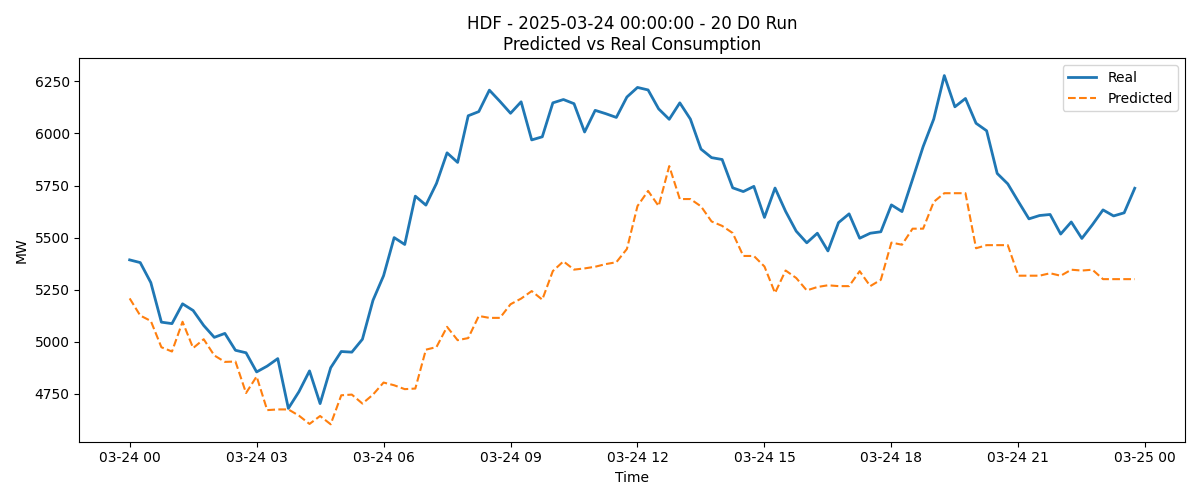 HDF - 2025-03-24 00:00:00 - 20 D0 Run
Predicted vs Real Consumption
Real
Predicted
MW
6250
6000
5750
5500
5250
5000
4750
03-24 00
03-24 03
03-24 06
03-24 09
03-24 12
03-24 15
03-24 18
03-24 21
03-25 00
Time